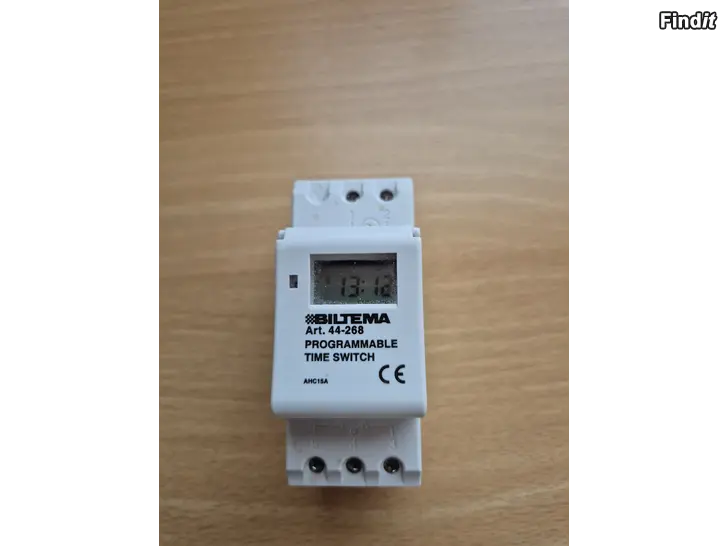 Findit
13:12
BILTEMA
Art. 44-268
PROGRAMMABLE
TIME SWITCH
CE
AHC15A